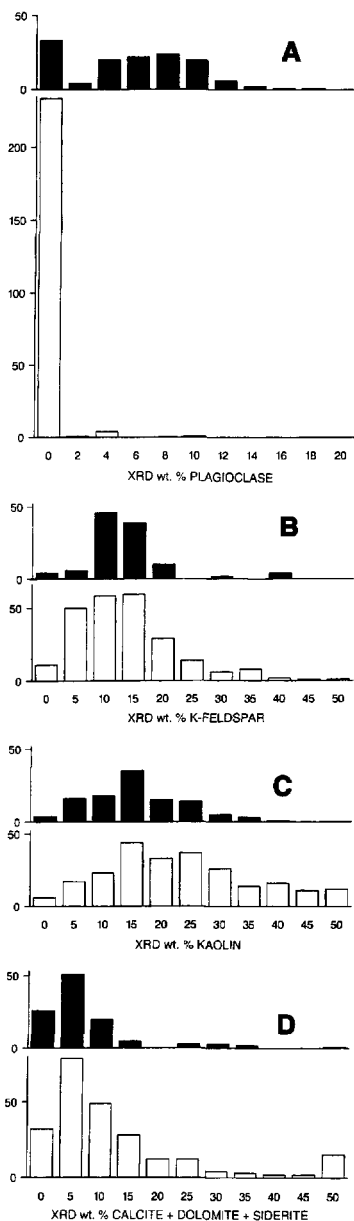 A
50
0
200
150
100
50
0
0 2 4 6 8 10 12 14 16 18 20
XRD wt. % PLAGIOCLASE
B
50
0
50
0
0 5 10 15 20 25 30 35 40 45 50
XRD wt. % K-FELDSPAR
C
50
0
50
0
0 5 10 15 20 25 30 35 40 45 50
XRD wt. % KAOLIN
D
50
0
50
0
0 5 10 15 20 25 30 35 40 45 50
XRD wt. % CALCITE + DOLOMITE + SIDERITE